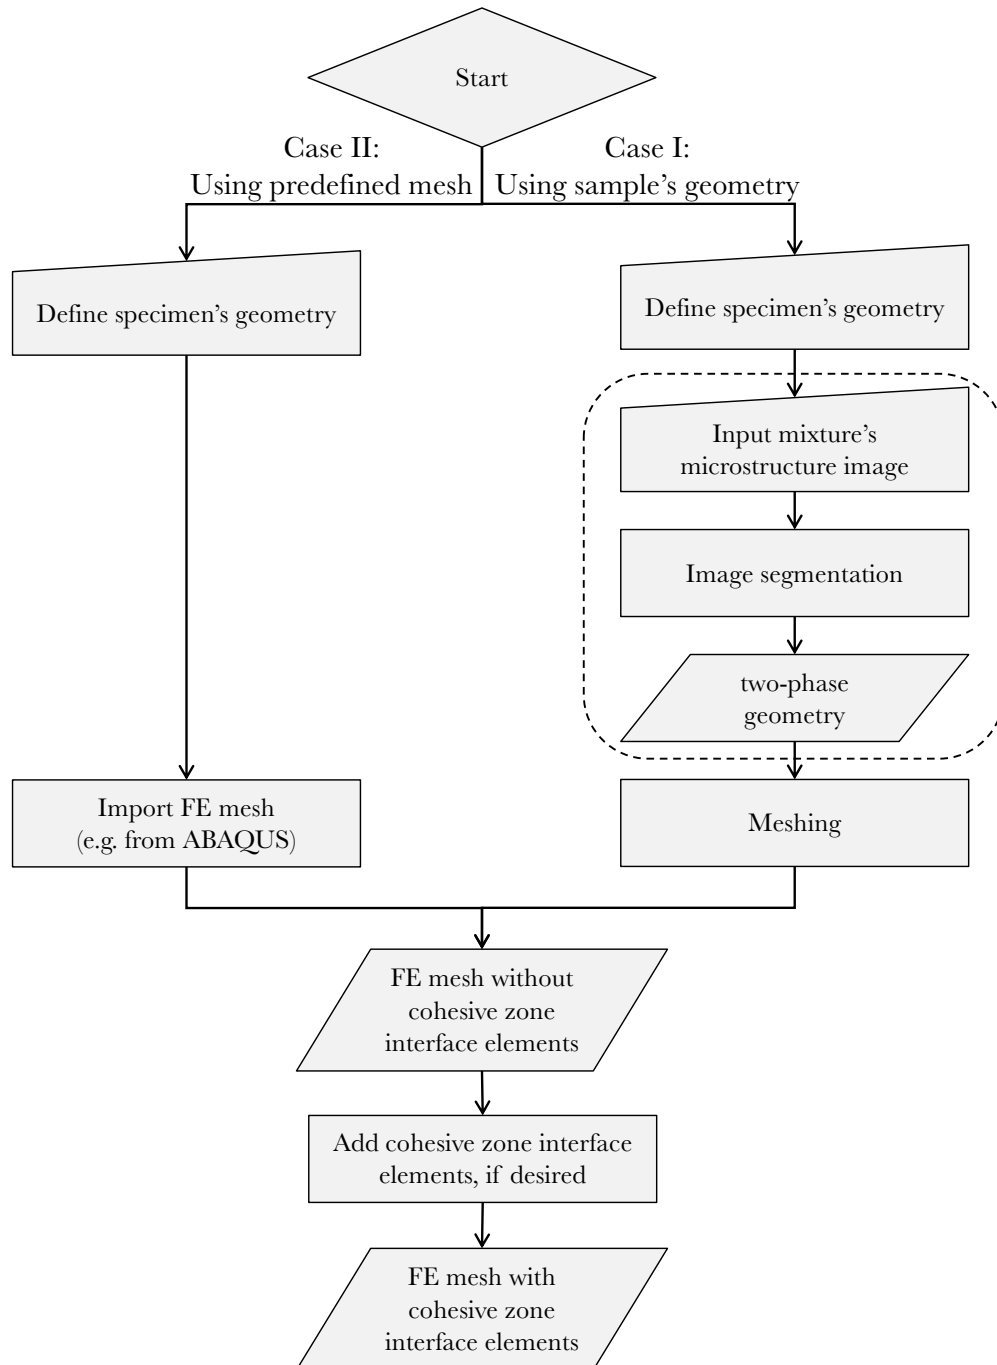 Start
Case II:
Using predefined mesh
Case I:
Using sample’s geometry
Define specimen’s geometry
Define specimen’s geometry
Input mixture’s
microstructure image
Image segmentation
two-phase
geometry
Import FE mesh
(e.g. from ABAQUS)
Meshing
FE mesh without
cohesive zone
interface elements
Add cohesive zone interface
elements, if desired
FE mesh with
cohesive zone
interface elements